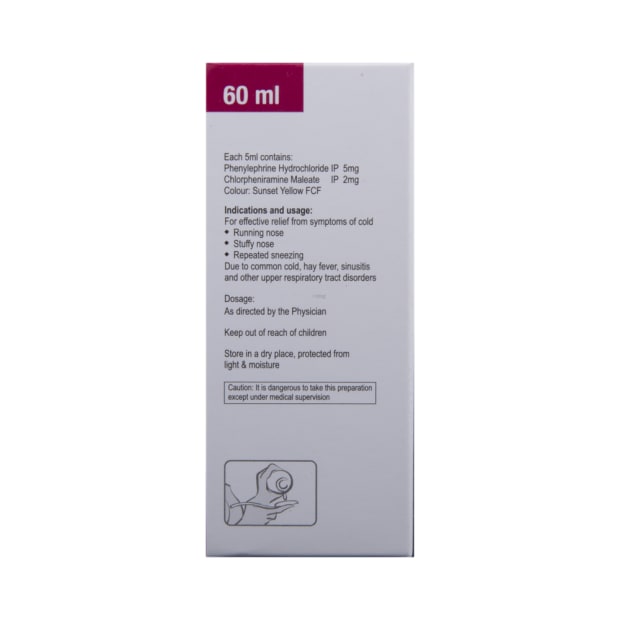 60 ml
Each 5ml contains:
Phenylephrine Hydrochloride IP 5mg
Chlorpheniramine Maleate IP 2mg
Colour: Sunset Yellow FCF
Indications and usage:
For effective relief from symptoms of cold
• Running nose
• Stuffy nose
• Repeated sneezing
Due to common cold, hay fever, sinusitis
and other upper respiratory tract disorders
Dosage:
As directed by the Physician
Keep out of reach of children
Store in a dry place, protected from
light & moisture
Caution: It is dangerous to take this preparation
except under medical supervision